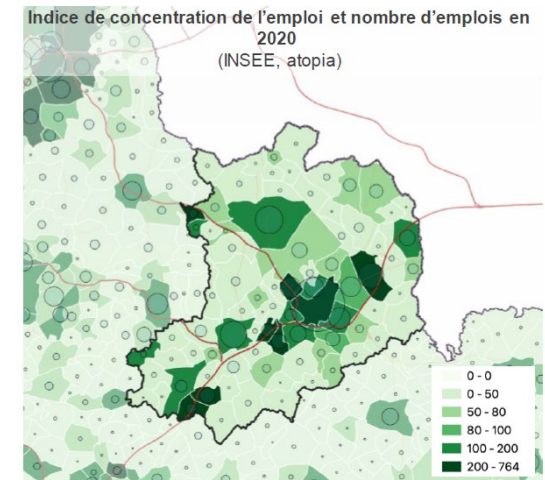 Indice de concentration de l'emploi et nombre d'emplois en
2020
(INSEE, atopia)
0 - 0
0 - 50
50 - 80
80 - 100
100 - 200
200 - 764